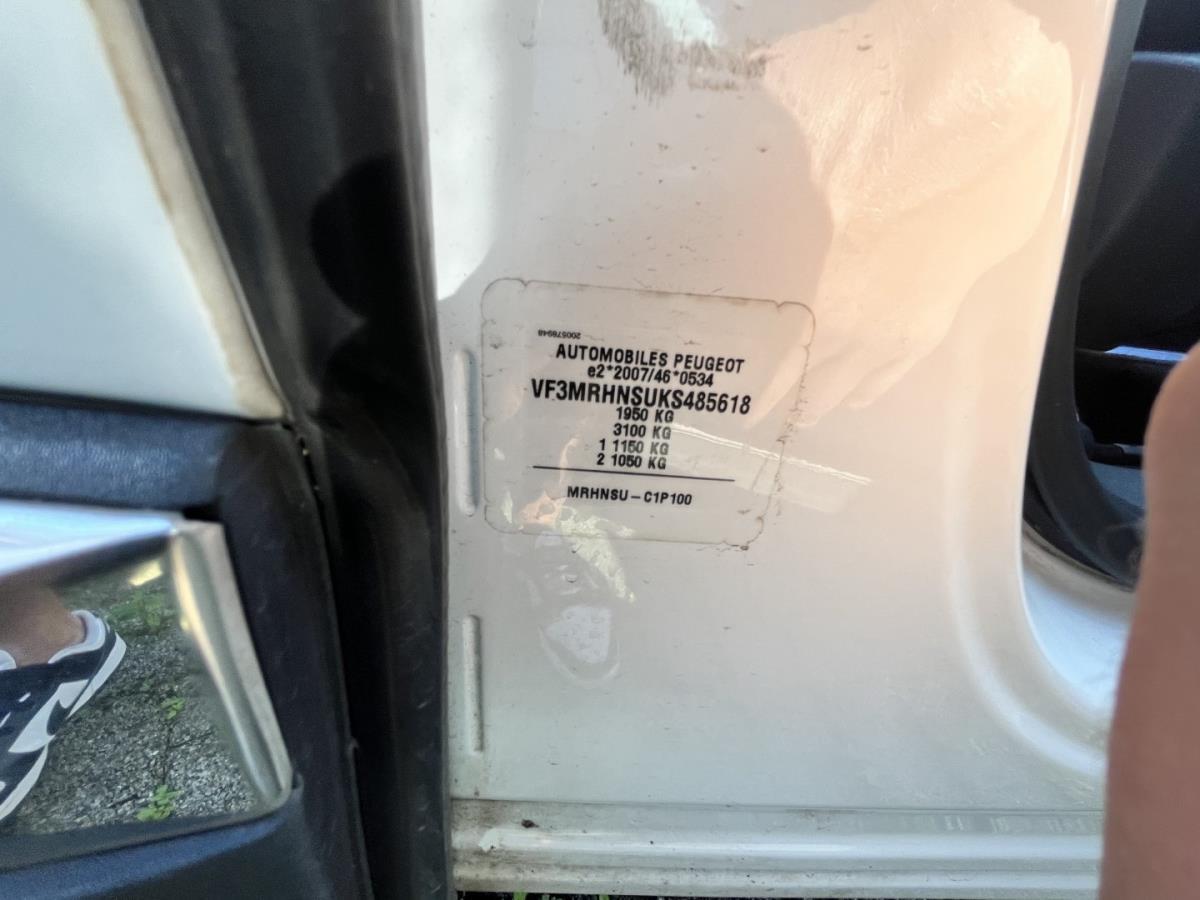 200578948
AUTOMOBILES PEUGEOT
e2*2007/46*0534
VF3MRHNSUKS485618
1950 KG
3100 KG
1 1150 KG
2 1050 KG
MRHNSU-C1P100